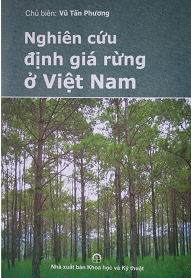 Chủ biên: Vũ Tấn Phương
Nghiên cứu
định giá rừng
ở Việt Nam
Nhà xuất bản Khoa học và Kỹ thuật